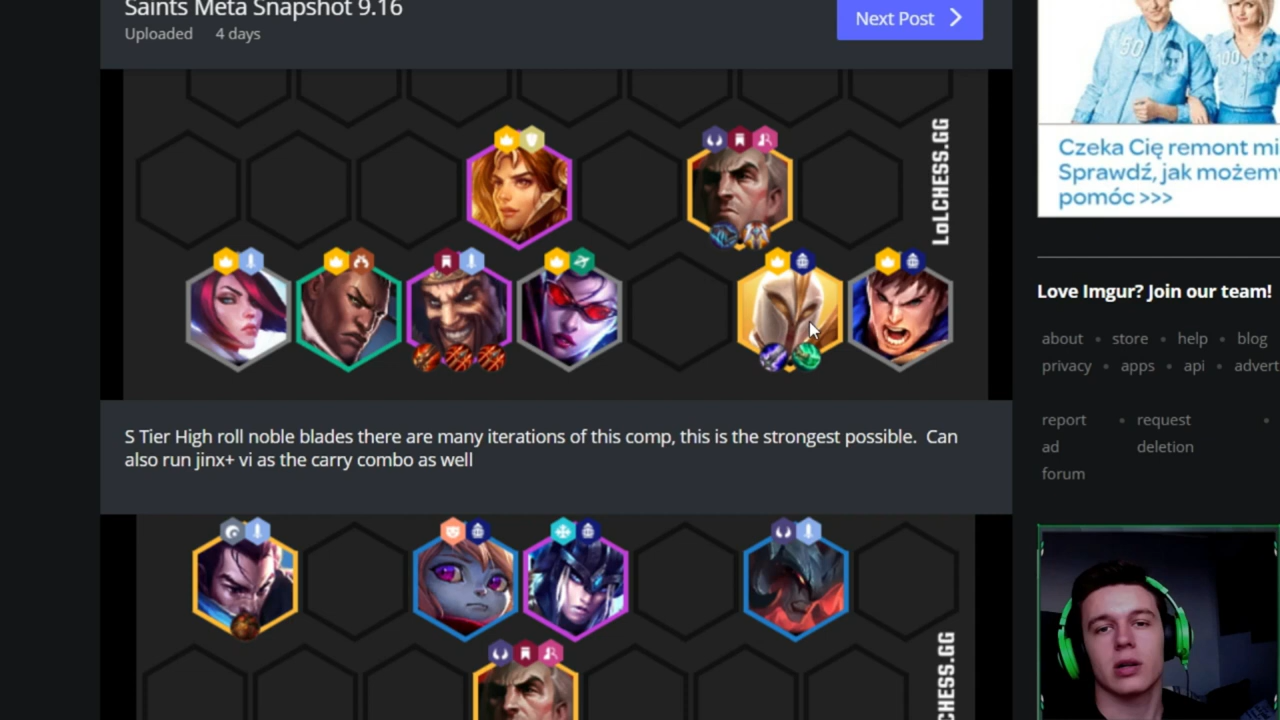 Saints Meta Snapshot 9.16
Uploaded 4 days
Next Post
LoLCHESS.GG
S Tier High roll noble blades there are many iterations of this comp, this is the strongest possible. Can
also run jinx+ vi as the carry combo as well
CHESS.GG
Czeka Cię remont mi
Sprawdź, jak możem
pomóc >>>
Love Imgur? Join our team!
about • store • help • blog
privacy • apps • api • advert
report • request •
ad deletion
forum